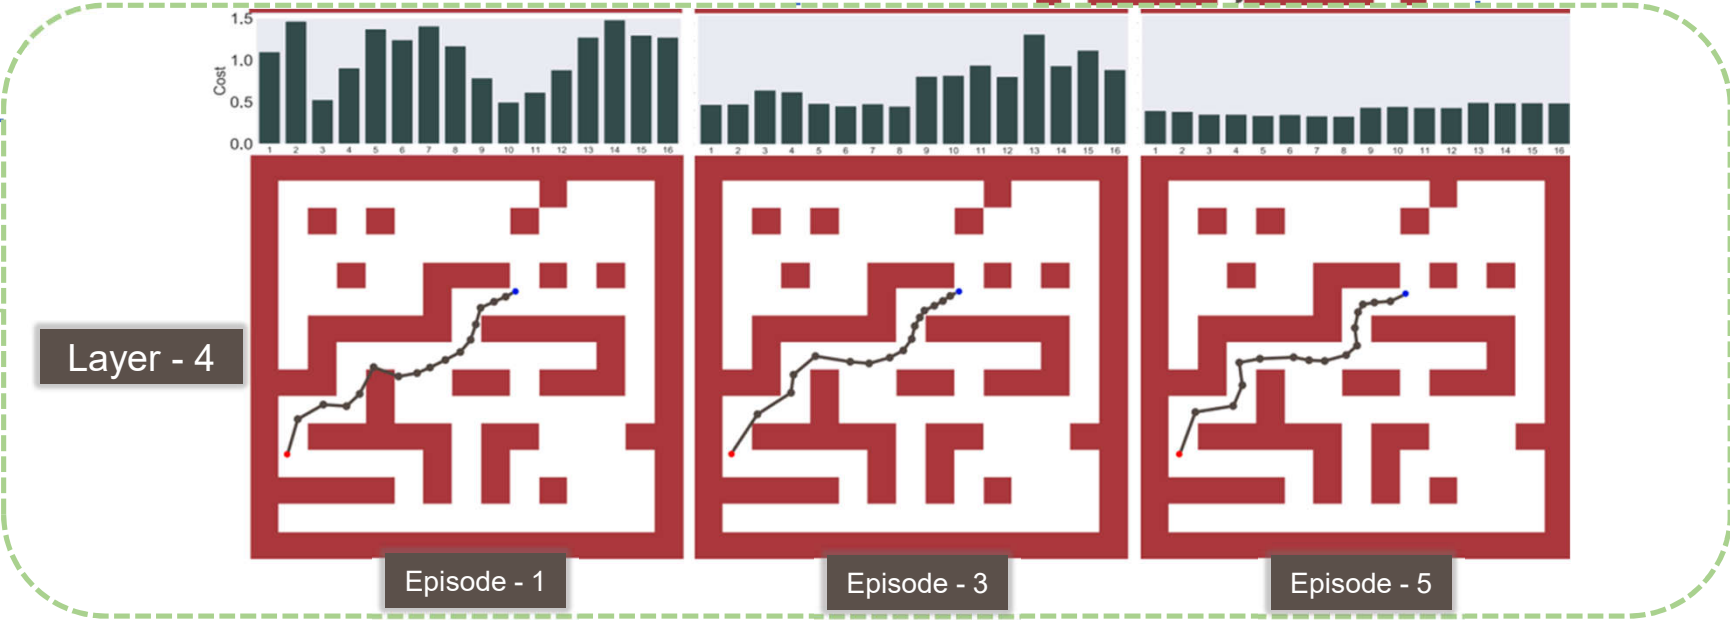 1.5
1.0
0.5
0.0
Cost
1 2 3 4 5 6 7 8 9 10 11 12 13 14 15 16
1 2 3 4 5 6 7 8 9 10 11 12 13 14 15 16
1 2 3 4 5 6 7 8 9 10 11 12 13 14 15 16
Layer - 4
Episode - 1
Episode - 3
Episode - 5